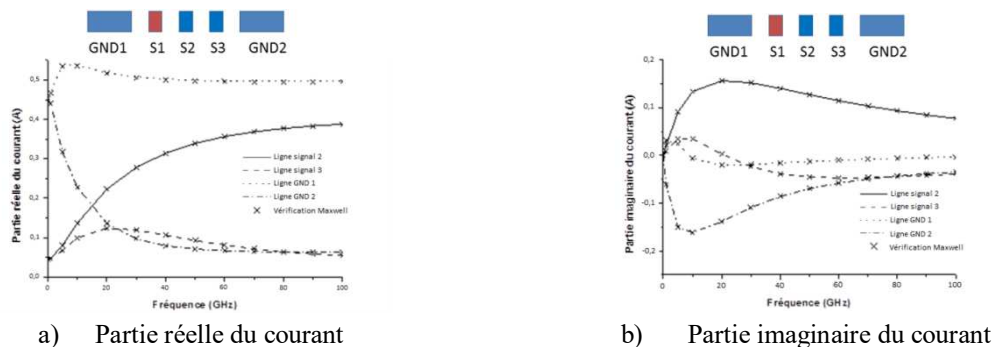 GND1 S1 S2 S3 GND2
Partie réelle du courant (A)
0,5
0,4
0,3
0,2
0,1
0,0
Ligne signal 2
Ligne signal 3
Ligne GND 1
Ligne GND 2
Vérification Maxwell
0 20 40 60 80 100
Fréquence (GHz)
a) Partie réelle du courant
GND1 S1 S2 S3 GND2
Partie imaginaire du courant (A)
0,2
0,1
0,0
-0,1
-0,2
Ligne signal 2
Ligne signal 3
Ligne GND 1
Ligne GND 2
Vérification Maxwell
0 20 40 60 80 100
Fréquence (GHz)
b) Partie imaginaire du courant